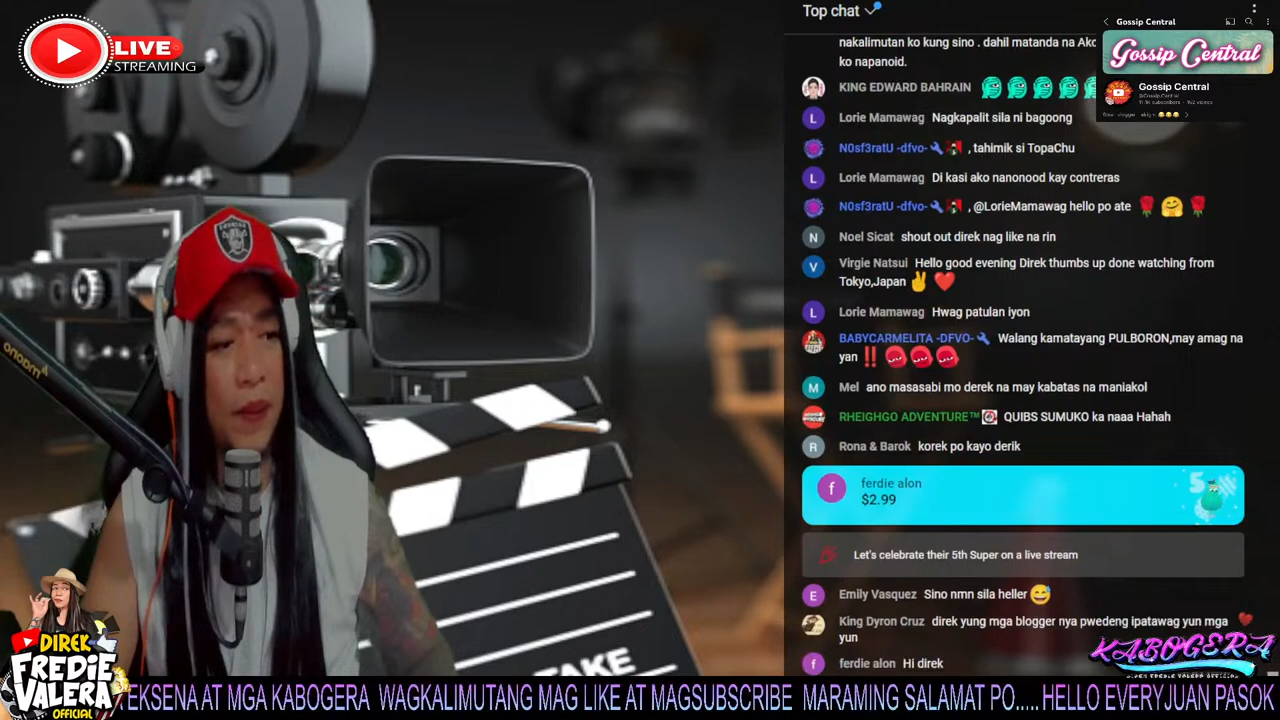 LIVE
STREAMING
Top chat
Gossip Central
Gossip Central
Gossip Central
nakalimutan ko kung sino . dahil matanda na Ako
ko napanoid.
KING EDWARD BAHRAIN
Lorie Mamawag Nagkapalit sila ni bagoong
N0sf3ratU -dfvo- , tahimik si TopaChu
Lorie Mamawag Di kasi ako nanonood kay contreras
N0sf3ratU -dfvo- , @LorieMamawag hello po ate 🌹 🤗 🌹
Noel Sicat shout out direk nag like na rin
Virgie Natsui Hello good evening Direk thumbs up done watching from
Tokyo,Japan ✌️ ❤️
Lorie Mamawag Hwag patulan iyon
BABYCARMELITA -DFVO- Walang kamatayang PULBORON,may amag na
yan ‼️
Mel ano masasabi mo derek na may kabatas na maniakol
RHEIGHGO ADVENTURE™ QUIBS SUMUKO ka naaa Hahah
Rona & Barok korek po kayo derik
ferdie alon
$2.99
Let's celebrate their 5th Super on a live stream
Emily Vasquez Sino nmn sila heller 😅
King Dyron Cruz direk yung mga blogger nya pwedeng ipatawag yun mga
yun
ferdie alon Hi direk
maono
TAKE
KABOGERA
DIREK
FREDIE
VALERA
OFFICIAL
EKSENA AT MGA KABOGERA WAGKALIMUTANG MAG LIKE AT MAGSUBSCRIBE MARAMING SALAMAT PO.....HELLO EVERYJUAN PASOK